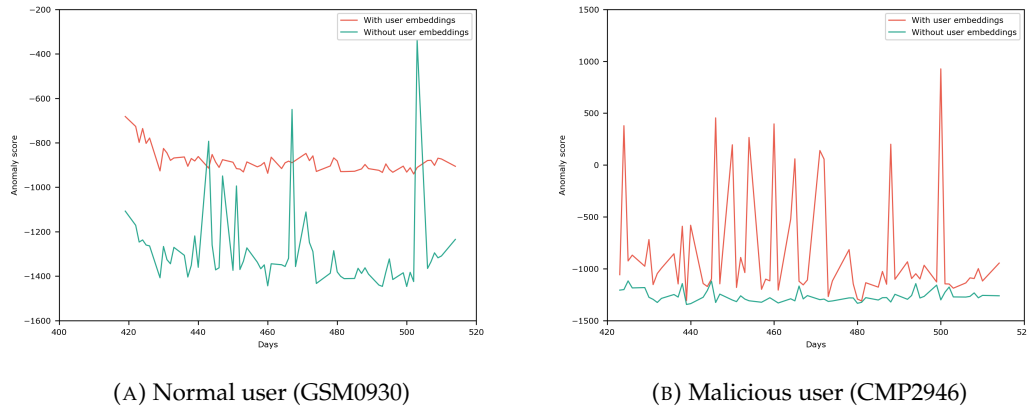 With user embeddings
Without user embeddings
Anomaly score
−200
−400
−600
−800
−1000
−1200
−1400
−1600
400 420 440 460 480 500 520
Days
(A) Normal user (GSM0930)
With user embeddings
Without user embeddings
Anomaly score
1500
1000
500
0
−500
−1000
−1500
400 420 440 460 480 500 52
Days
(B) Malicious user (CMP2946)